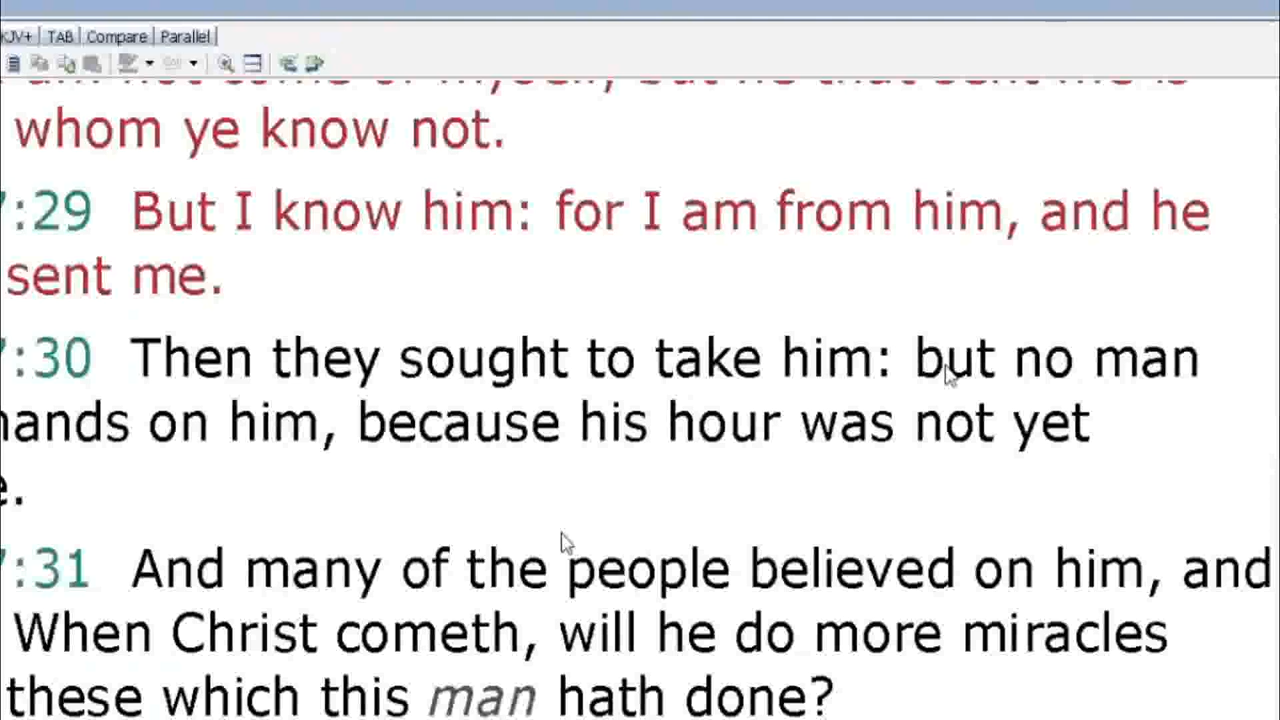 KJV+ TAB Compare Parallel
whom ye know not.
:29 But I know him: for I am from him, and he
sent me.
:30 Then they sought to take him: but no man
hands on him, because his hour was not yet
e.
:31 And many of the people believed on him, and
When Christ cometh, will he do more miracles
these which this man hath done?